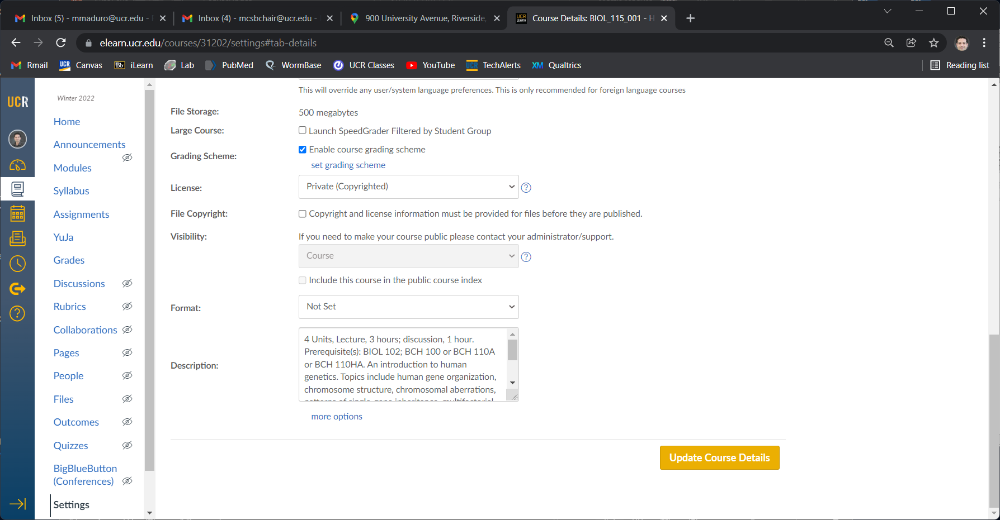 Inbox (5) - mmaduro@ucr.edu -
Inbox (4) - mcsbchair@ucr.edu -
900 University Avenue, Riverside,
Course Details: BIOL_115_001 - H
elearn.ucr.edu/courses/31202/settings#tab-details
Rmail
Canvas
iLearn
Lab
PubMed
WormBase
UCR Classes
YouTube
TechAlerts
Qualtrics
Reading list
UCR
Winter 2022
Home
Announcements
Modules
Syllabus
Assignments
YuJa
Grades
Discussions
Rubrics
Collaborations
Pages
People
Files
Outcomes
Quizzes
BigBlueButton
(Conferences)
Settings
This will override any user/system language preferences. This is only recommended for foreign language courses
File Storage:
500 megabytes
Large Course:
Launch SpeedGrader Filtered by Student Group
Grading Scheme:
Enable course grading scheme
set grading scheme
License:
Private (Copyrighted)
File Copyright:
Copyright and license information must be provided for files before they are published.
Visibility:
If you need to make your course public please contact your administrator/support.
Course
Include this course in the public course index
Format:
Not Set
Description:
4 Units, Lecture, 3 hours; discussion, 1 hour.
Prerequisite(s): BIOL 102; BCH 100 or BCH 110A
or BCH 110HA. An introduction to human
genetics. Topics include human gene organization,
chromosome structure, chromosomal aberrations,
patterns of single-gene inheritance, multifactorial
more options
Update Course Details